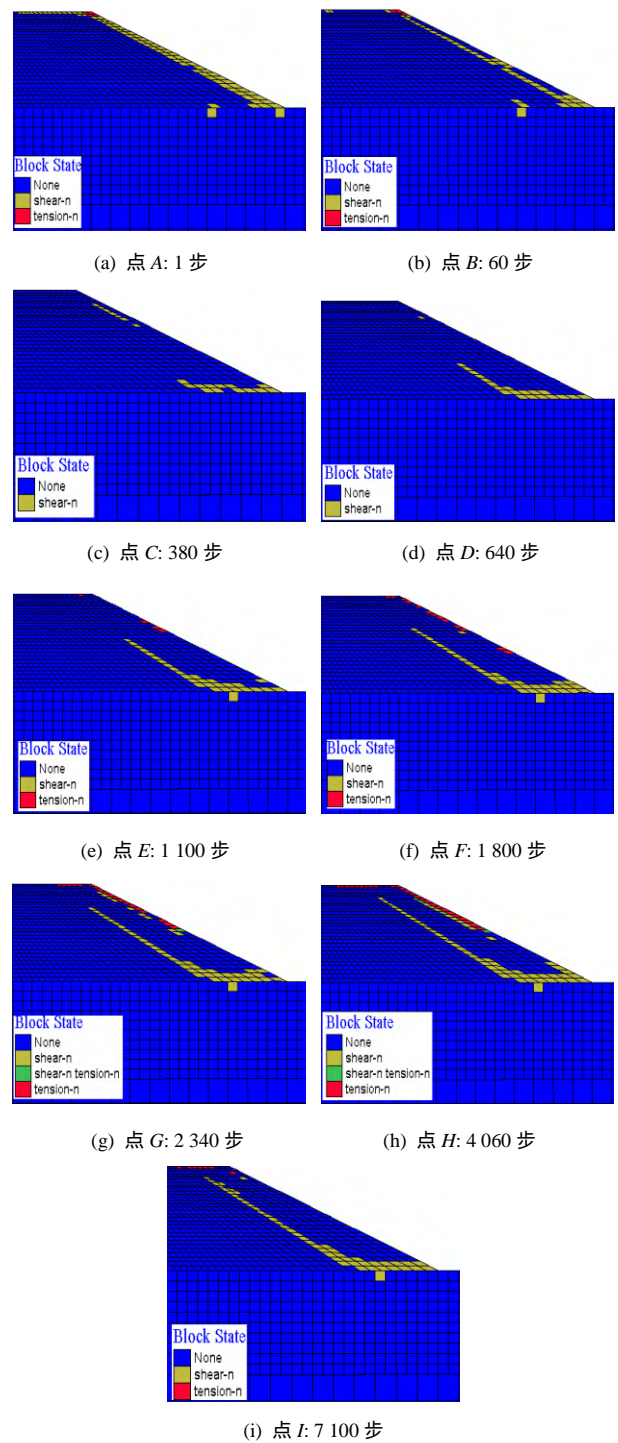 Block State
None
shear-n
tension-n
(a) 点 A: 1 步
Block State
None
shear-n
tension-n
(b) 点 B: 60 步
Block State
None
shear-n
(c) 点 C: 380 步
Block State
None
shear-n
(d) 点 D: 640 步
Block State
None
shear-n
tension-n
(e) 点 E: 1 100 步
Block State
None
shear-n
tension-n
(f) 点 F: 1 800 步
Block State
None
shear-n
shear-n tension-n
tension-n
(g) 点 G: 2 340 步
Block State
None
shear-n
shear-n tension-n
tension-n
(h) 点 H: 4 060 步
Block State
None
shear-n
tension-n
(i) 点 I: 7 100 步